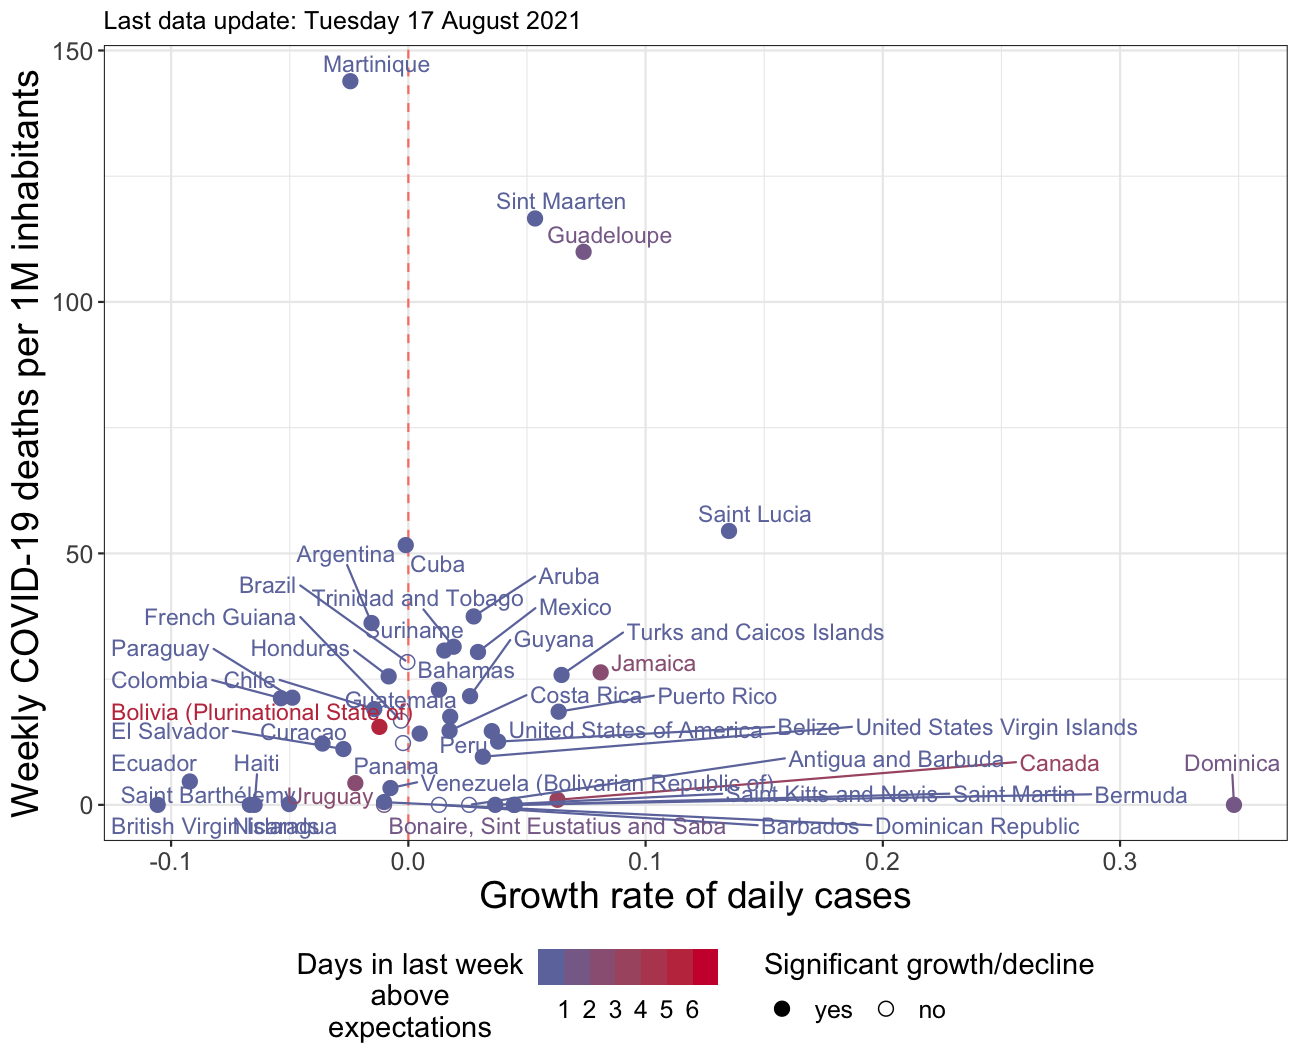 Last data update: Tuesday 17 August 2021
Weekly COVID-19 deaths per 1M inhabitants
150
Martinique
Sint Maarten
Guadeloupe
100
Saint Lucia
50
Argentina
Cuba
Aruba
Brazil
Trinidad and Tobago
Mexico
French Guiana
Suriname
Turks and Caicos Islands
Guyana
Paraguay
Honduras
Jamaica
Bahamas
Colombia
Chile
Costa Rica
Puerto Rico
Guatemala
Bolivia (Plurinational State of)
El Salvador
Curaçao
United States of America
Belize
United States Virgin Islands
Peru
Antigua and Barbuda
Ecuador
Haiti
Panama
Canada
Dominica
Venezuela (Bolivarian Republic of)
Saint Barthélemy
Uruguay
Saint Kitts and Nevis
Saint Martin
Bermuda
0
British Virgin Islands
Nicaragua
Bonaire, Sint Eustatius and Saba
Barbados
Dominican Republic
-0.1
0.0
0.1
0.2
0.3
Growth rate of daily cases
Days in last week
above
expectations
1 2 3 4 5 6
Significant growth/decline
yes
no